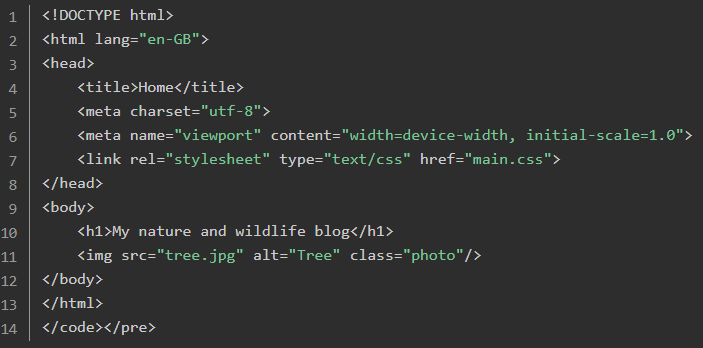 1 <!DOCTYPE html>
2 <html lang="en-GB">
3 <head>
4     <title>Home</title>
5     <meta charset="utf-8">
6     <meta name="viewport" content="width=device-width, initial-scale=1.0">
7     <link rel="stylesheet" type="text/css" href="main.css">
8 </head>
9 <body>
10     <h1>My nature and wildlife blog</h1>
11     <img src="tree.jpg" alt="Tree" class="photo"/>
12 </body>
13 </html>
14 </code></pre>